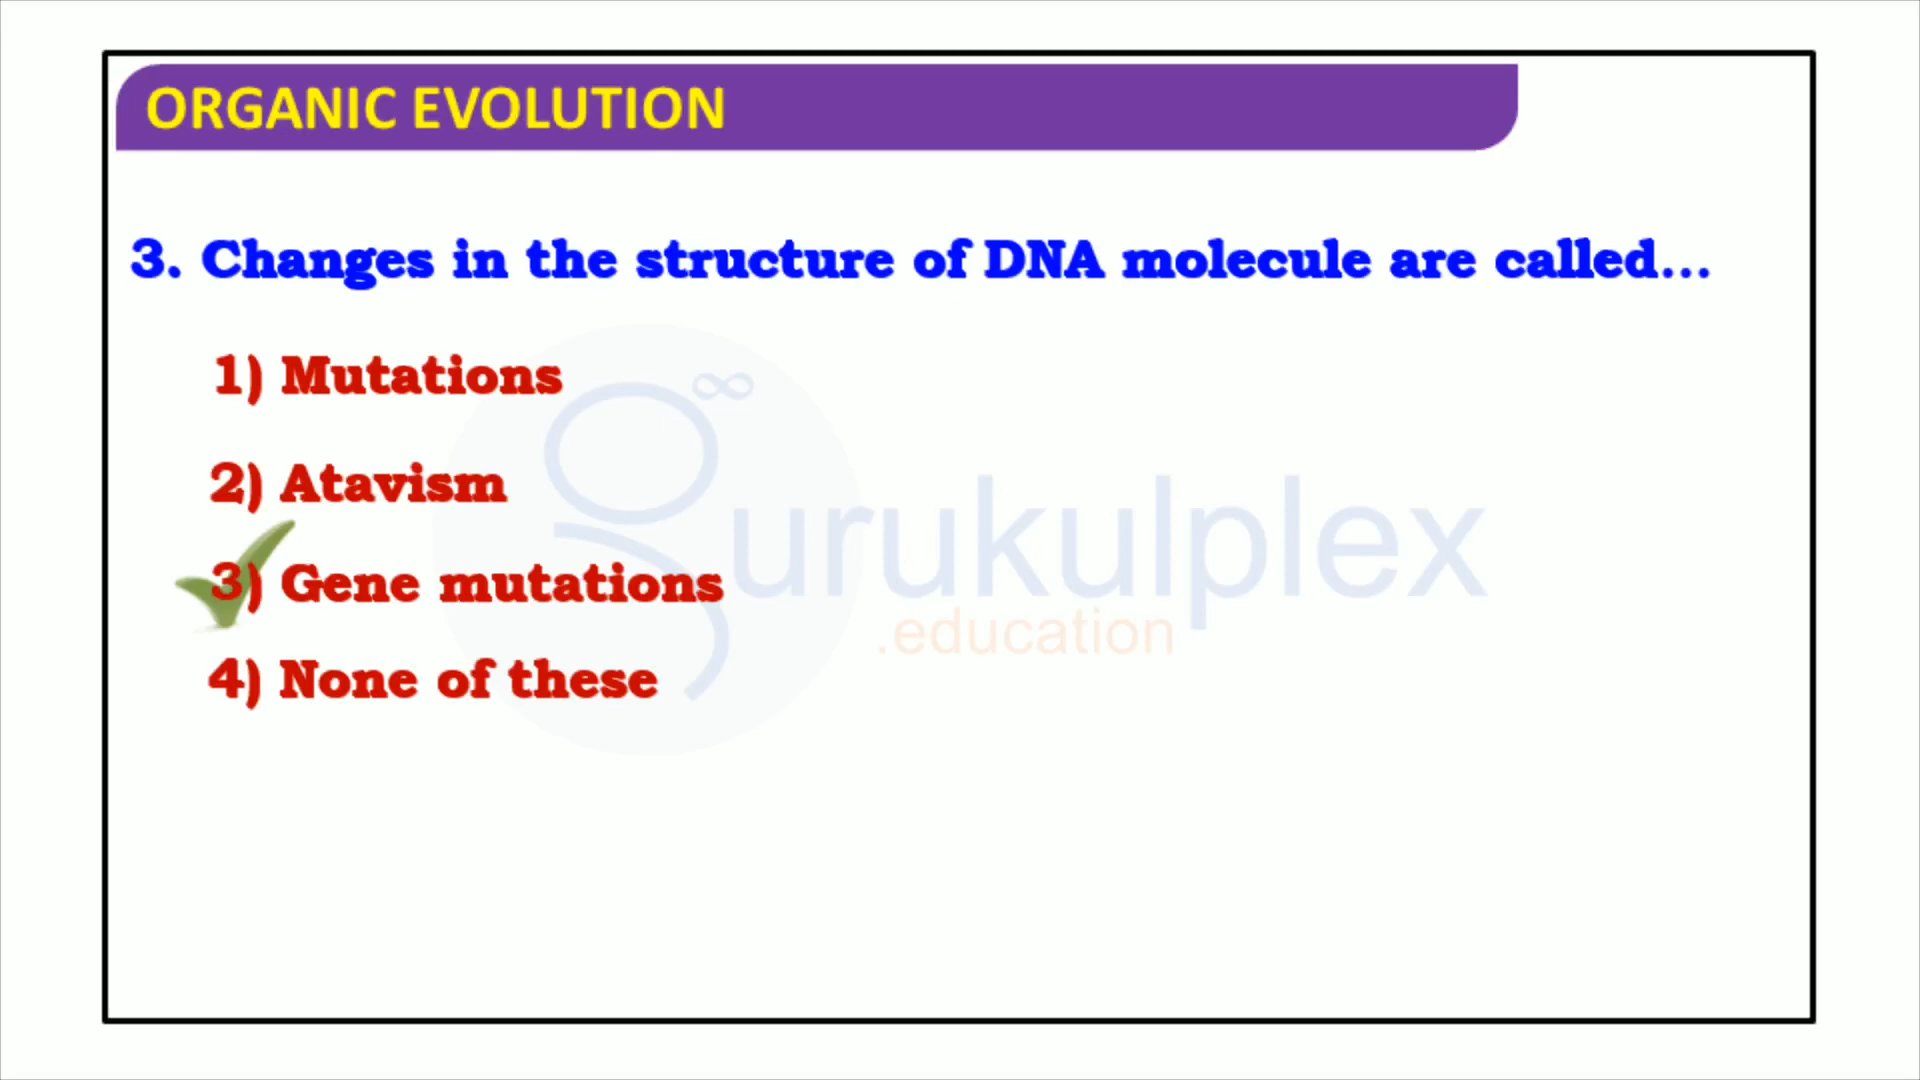 ORGANIC EVOLUTION
3. Changes in the structure of DNA molecule are called...
1) Mutations
2) Atavism
3) Gene mutations
4) None of these
gurukulplex
.education